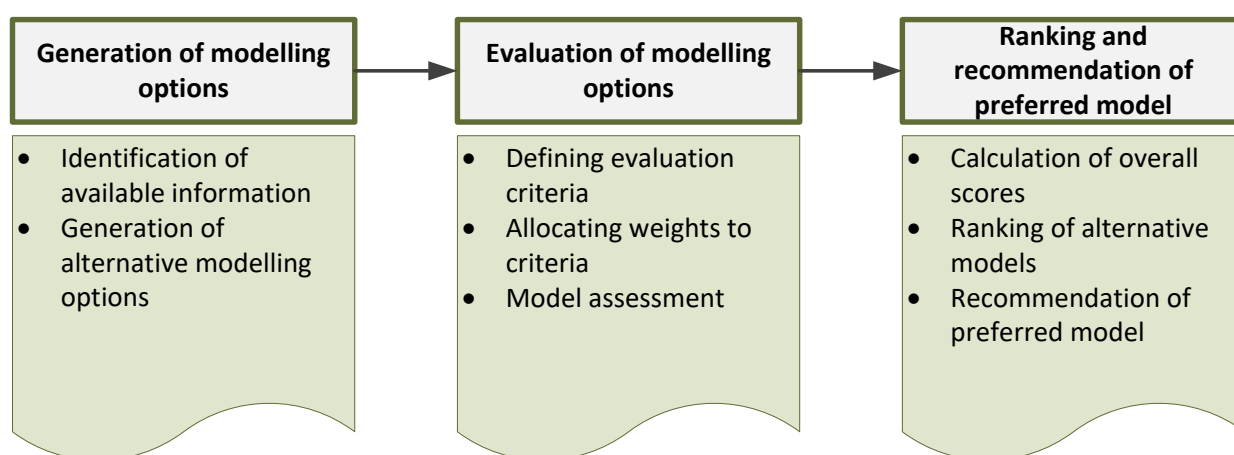 Generation of modelling
options
Evaluation of modelling
options
Ranking and
recommendation of
preferred model
• Identification of
available information
• Generation of
alternative modelling
options
• Defining evaluation
criteria
• Allocating weights to
criteria
• Model assessment
• Calculation of overall
scores
• Ranking of alternative
models
• Recommendation of
preferred model